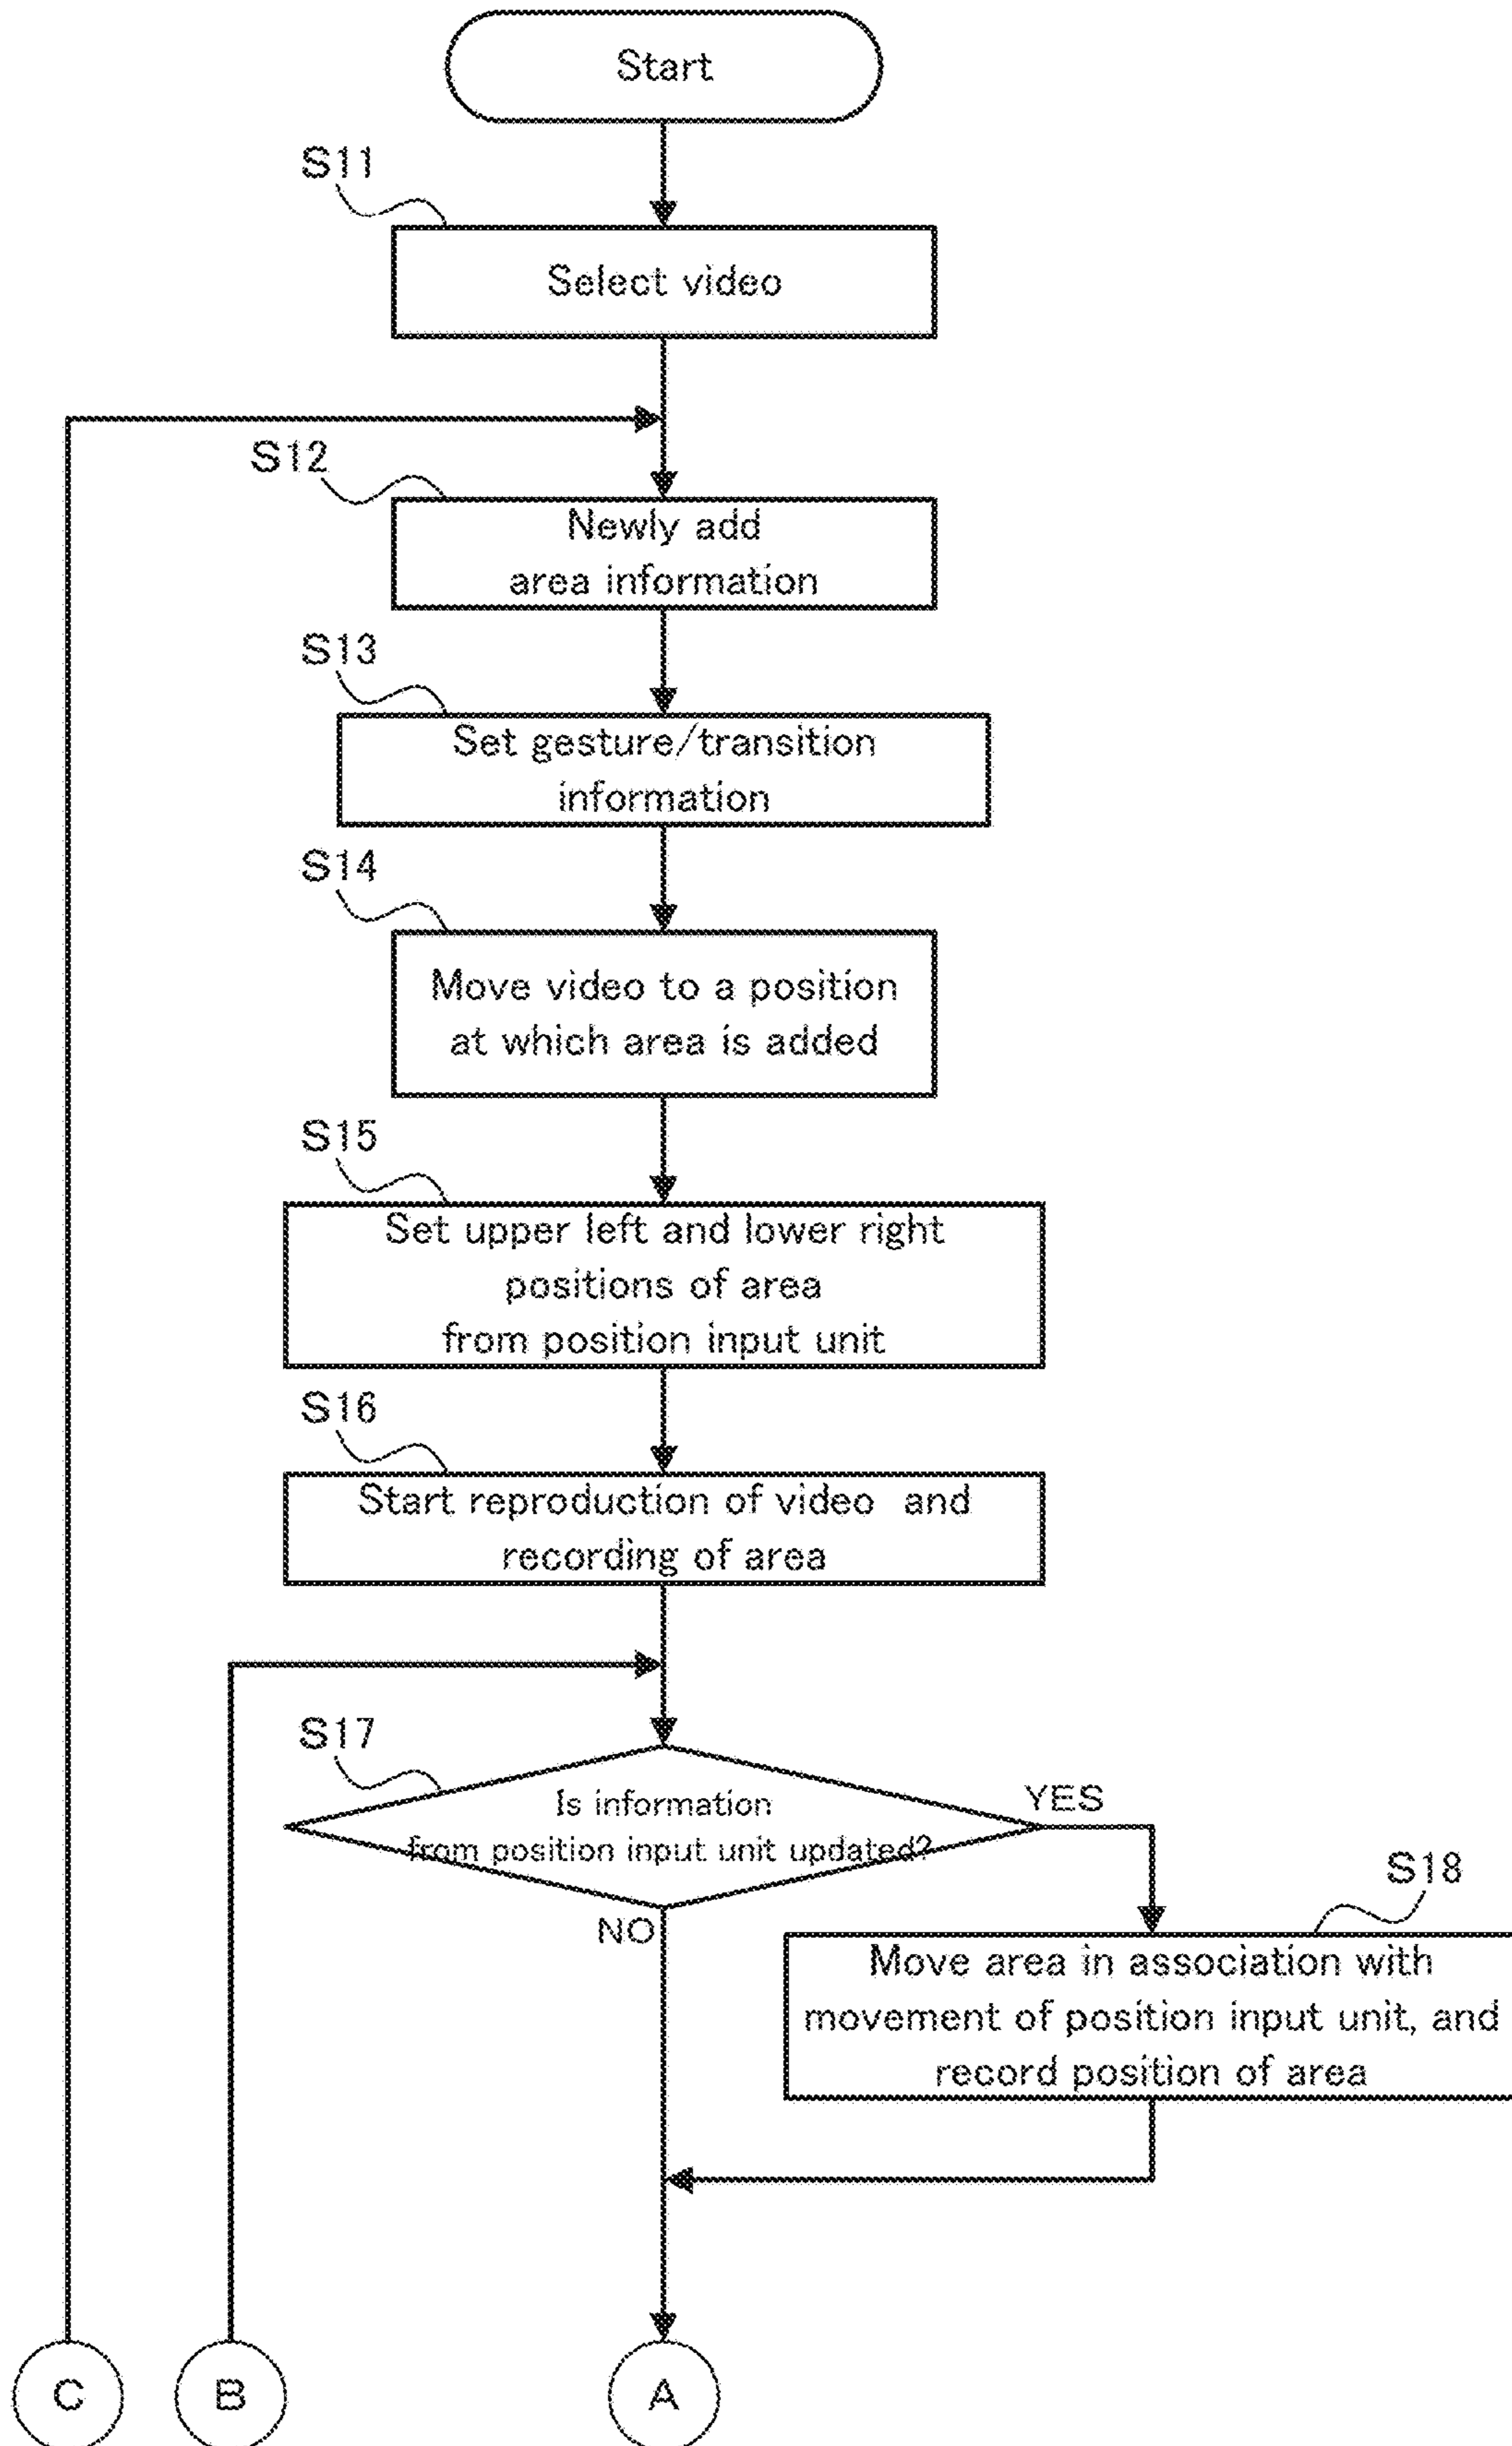 Start
S11
Select video
S12
Newly add
area information
S13
Set gesture/transition
information
S14
Move video to a position
at which area is added
S15
Set upper left and lower right
positions of area
from position input unit
S16
Start reproduction of video and
recording of area
S17
Is information
from position input unit updated?
YES
NO
S18
Move area in association with
movement of position input unit, and
record position of area
C
B
A